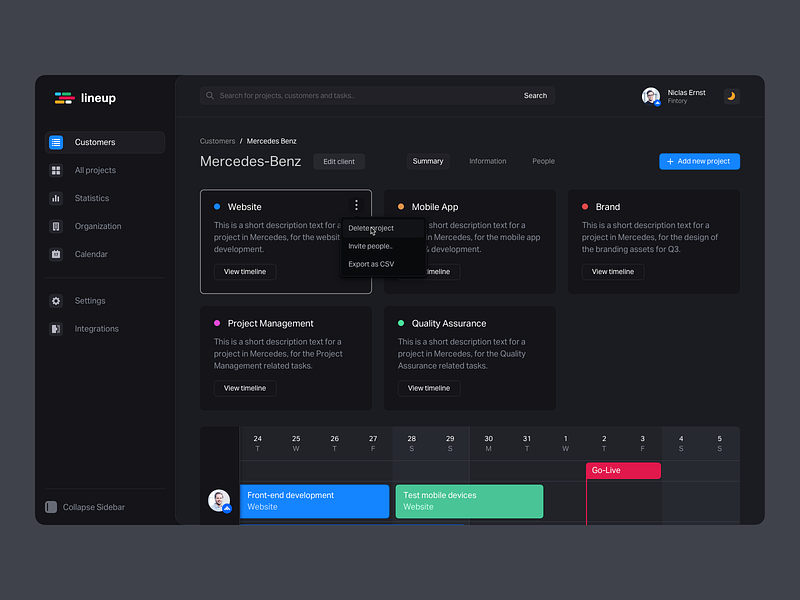 lineup
Search for projects, customers and tasks..
Search
Niclas Ernst
Fintory
Customers
All projects
Statistics
Organization
Calendar
Settings
Integrations
Collapse Sidebar
Customers / Mercedes Benz
Mercedes-Benz
Edit client
Summary
Information
People
+ Add new project
Website
This is a short description text for a
project in Mercedes, for the websit
development.
View timeline
Delete project
Invite people..
Export as CSV
Mobile App
short description text for a
in Mercedes, for the mobile app
& development.
timeline
Brand
This is a short description text for a
project in Mercedes, for the design of
the branding assets for Q3.
View timeline
Project Management
This is a short description text for a
project in Mercedes, for the Project
Management related tasks.
View timeline
Quality Assurance
This is a short description text for a
project in Mercedes, for the Quality
Assurance related tasks.
View timeline
24 25 26 27 28 29 30 31 1 2 3 4 5
T W T F S S M T W T F S S
Go-Live
Front-end development
Website
Test mobile devices
Website